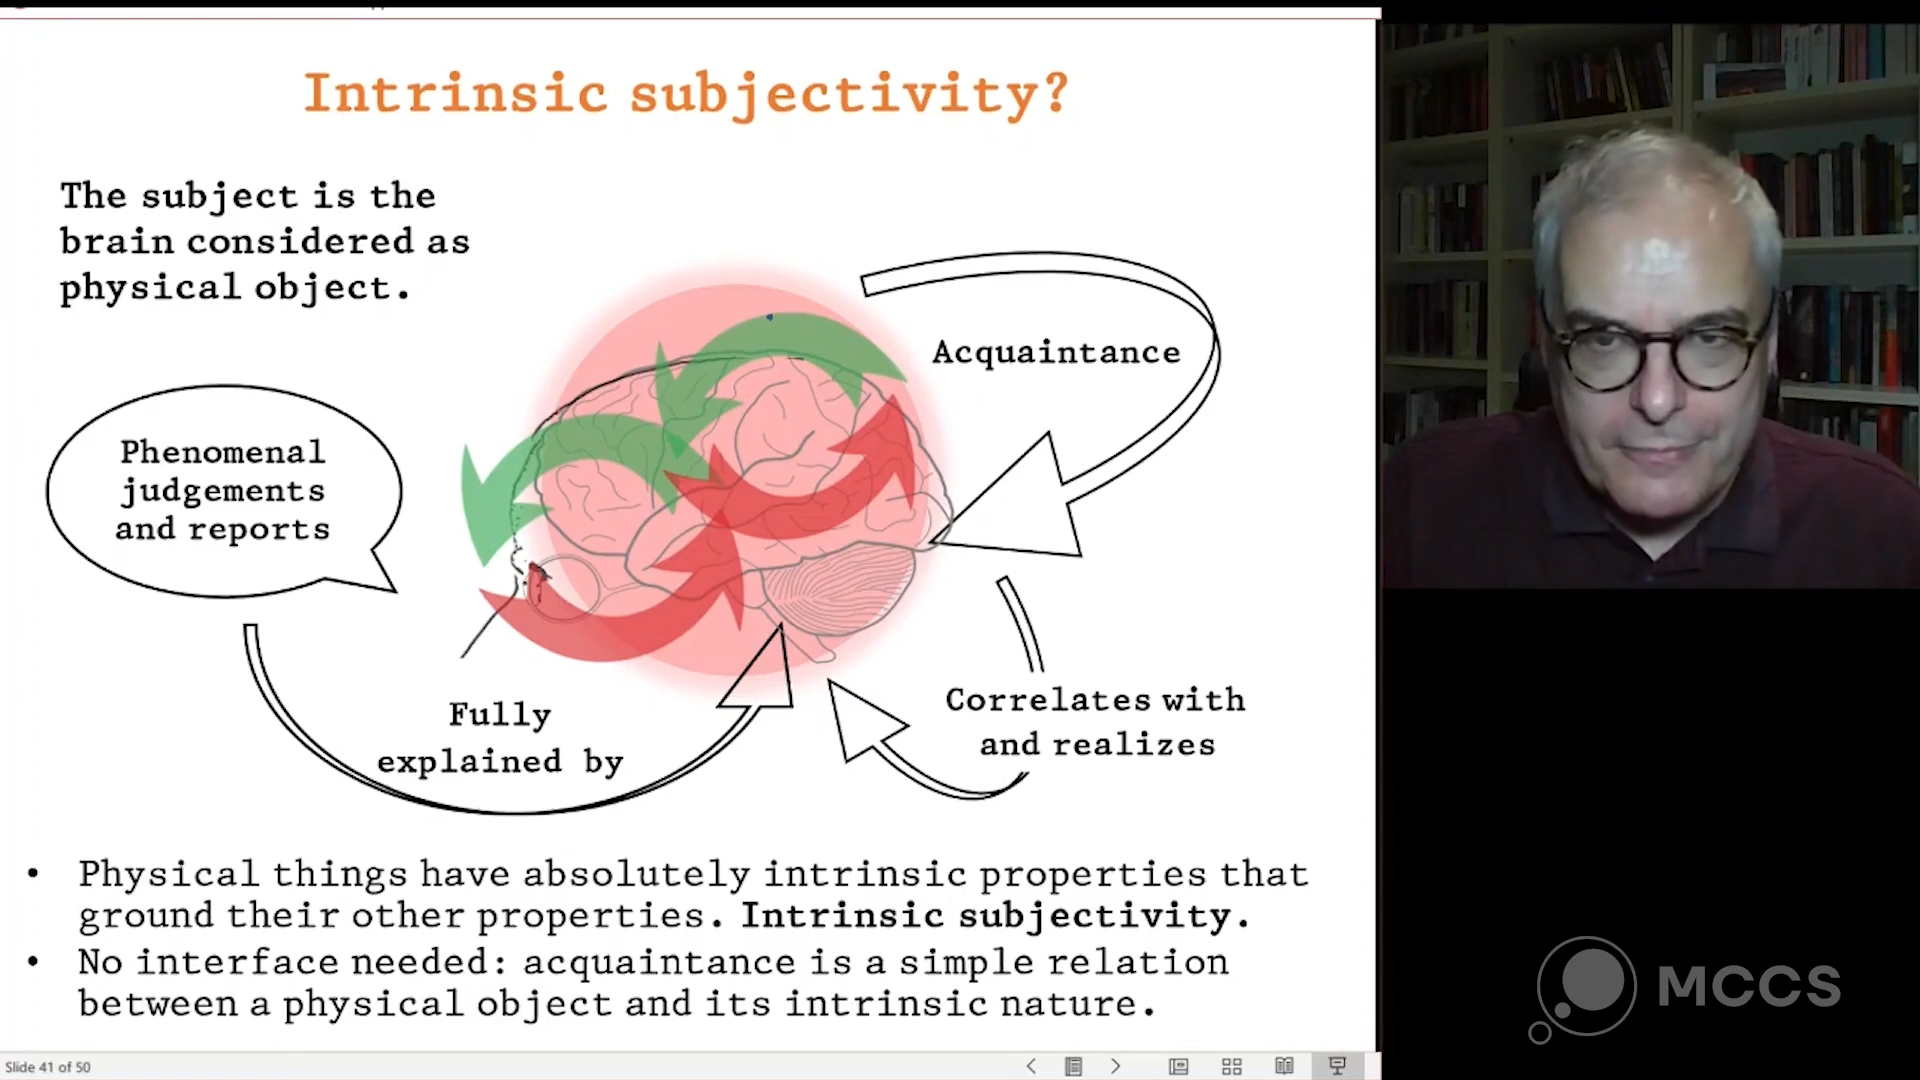 Intrinsic subjectivity?
The subject is the
brain considered as
physical object.
Acquaintance
Phenomenal
judgements
and reports
Fully
explained by
Correlates with
and realizes
• Physical things have absolutely intrinsic properties that
ground their other properties. Intrinsic subjectivity.
• No interface needed: acquaintance is a simple relation
between a physical object and its intrinsic nature.
MCCS
Slide 41 of 50